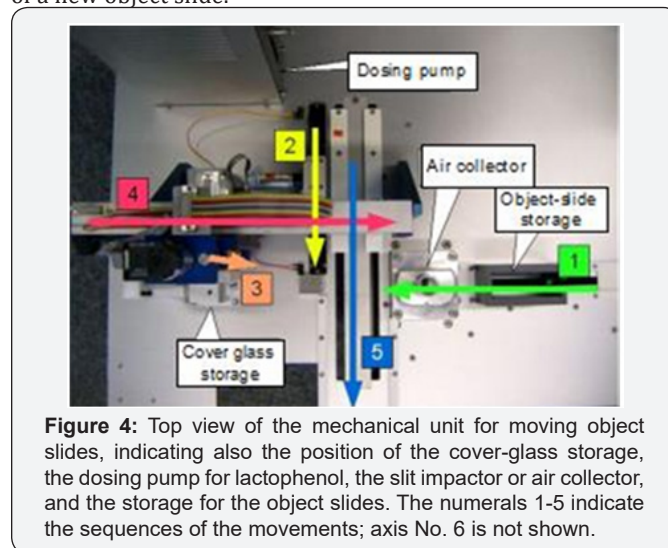 of a new object slide.
Dosing pump
2
Air collector
4
Object-slide
storage
1
3
Cover glass
storage
5
Figure 4: Top view of the mechanical unit for moving object
slides, indicating also the position of the cover-glass storage,
the dosing pump for lactophenol, the slit impactor or air collector,
and the storage for the object slides. The numerals 1-5 indicate
the sequences of the movements; axis No. 6 is not shown.